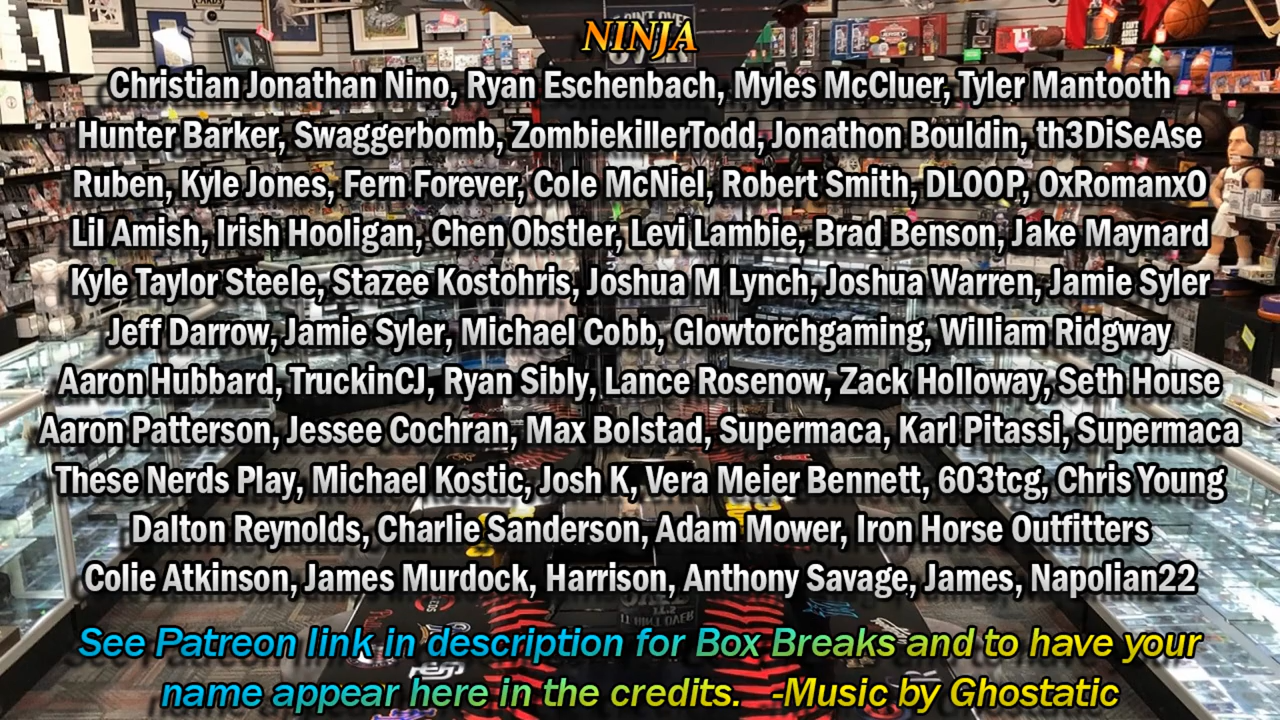 NINJA
Christian Jonathan Nino, Ryan Eschenbach, Myles McCluer, Tyler Mantooth
Hunter Barker, Swaggerbomb, ZombiekillerTodd, Jonathon Bouldin, th3DiSeAse
Ruben, Kyle Jones, Fern Forever, Cole McNiel, Robert Smith, DLOOP, OxRomanxO
Lil Amish, Irish Hooligan, Chen Obstler, Levi Lambie, Brad Benson, Jake Maynard
Kyle Taylor Steele, Stazee Kostohris, Joshua M Lynch, Joshua Warren, Jamie Syler
Jeff Darrow, Jamie Syler, Michael Cobb, Glowtorchgaming, William Ridgway
Aaron Hubbard, TruckinCJ, Ryan Sibly, Lance Rosenow, Zack Holloway, Seth House
Aaron Patterson, Jessee Cochran, Max Bolstad, Supermaca, Karl Pitassi, Supermaca
These Nerds Play, Michael Kostic, Josh K, Vera Meier Bennett, 603tcg, Chris Young
Dalton Reynolds, Charlie Sanderson, Adam Mower, Iron Horse Outfitters
Colie Atkinson, James Murdock, Harrison, Anthony Savage, James, Napolian22
See Patreon link in description for Box Breaks and to have your
name appear here in the credits. -Music by Ghostatic